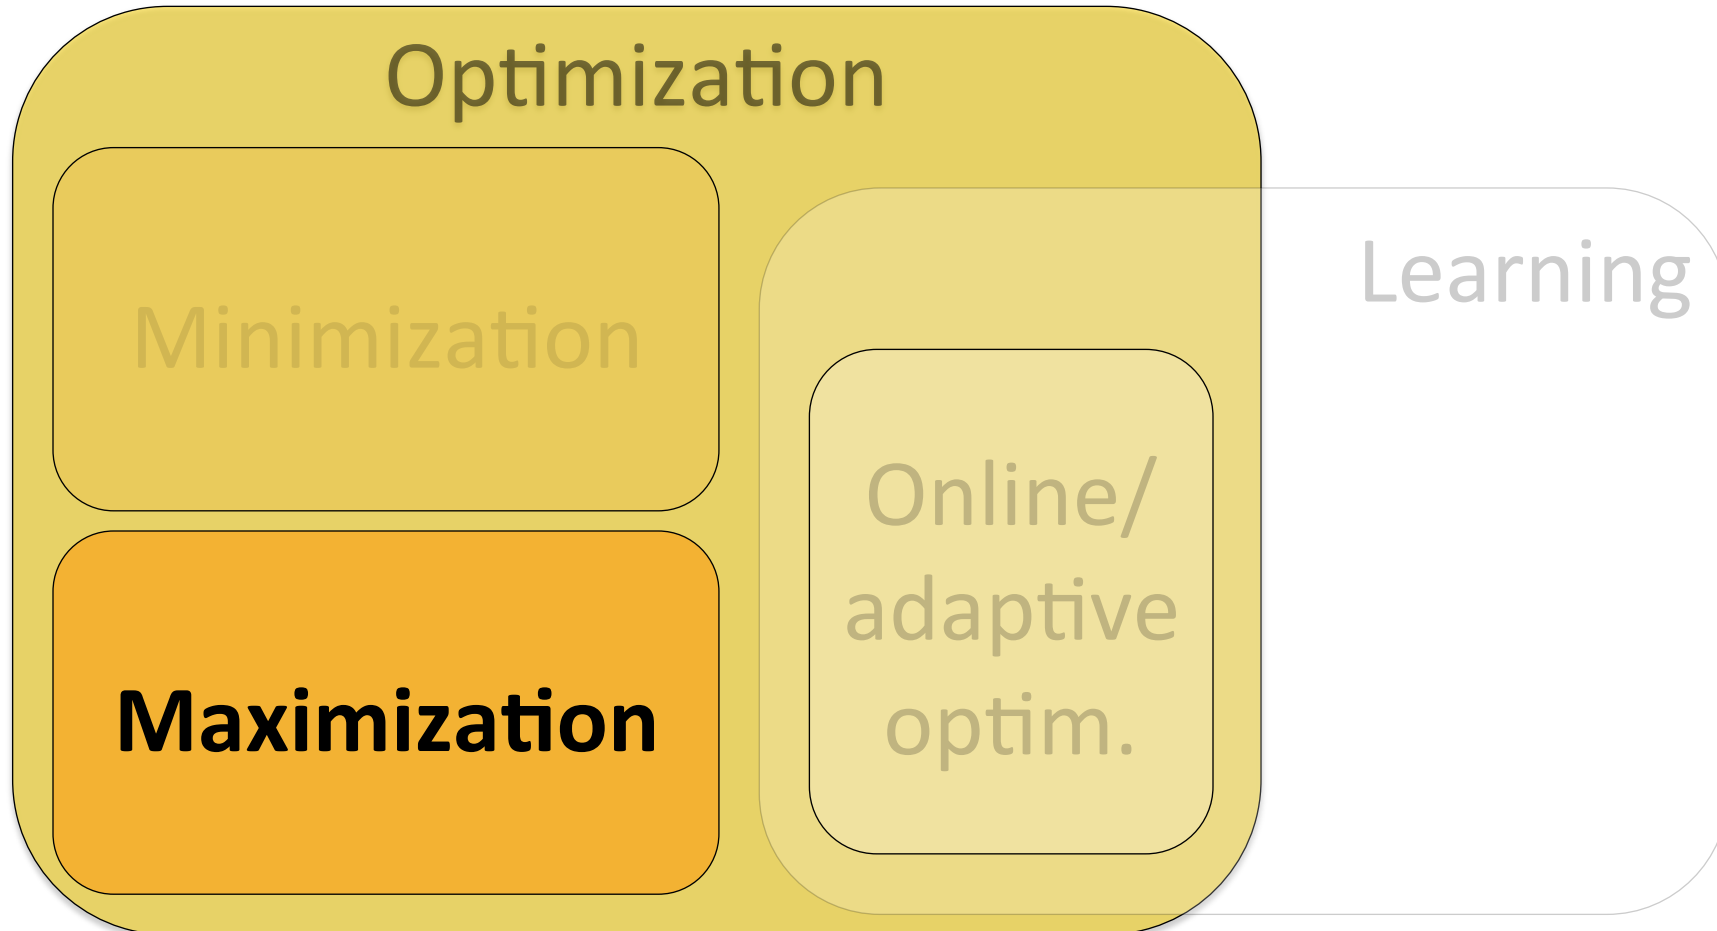 Optimization
Learning
Minimization
Online/
adaptive
optim.
Maximization